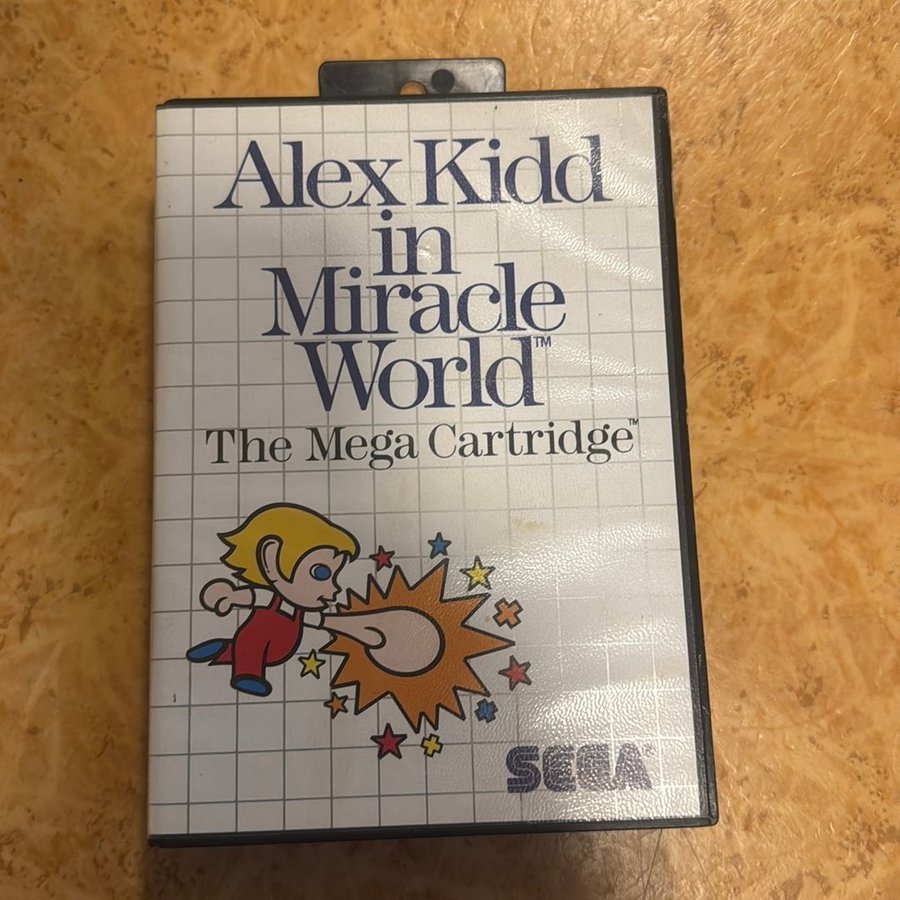 Alex Kidd
in
Miracle
World™
The Mega Cartridge™
SEGA®